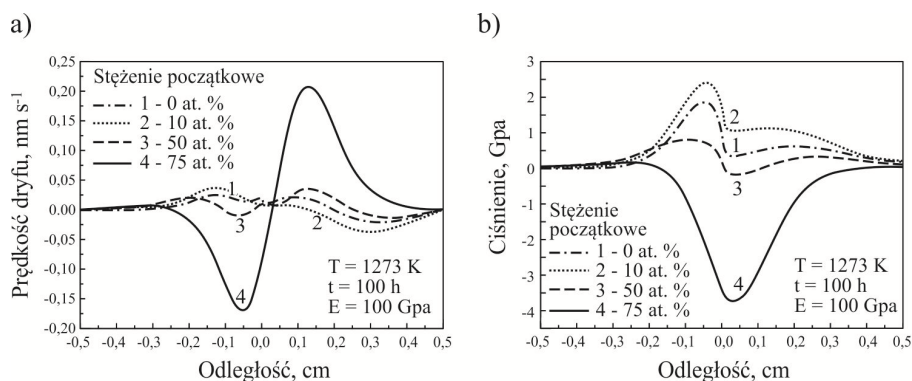 a)
0,25
0,20
0,15
0,10
0,05
0,00
-0,05
-0,10
-0,15
0,20
Prędkość dryfu, nm s⁻¹
Stężenie początkowe
1 - 0 at. %
2 - 10 at. %
3 - 50 at. %
4 - 75 at. %
1
2
3
4
T = 1273 K
t = 100 h
E = 100 Gpa
-0,5 -0,4 -0,3 -0,2 -0,1 0,0 0,1 0,2 0,3 0,4 0,5
Odległość, cm
b)
3
2
1
0
-1
-2
-3
-4
Ciśnienie, Gpa
2
1
3
4
Stężenie
początkowe
1 - 0 at. %
2 - 10 at. %
3 - 50 at. %
4 - 75 at. %
T = 1273 K
t = 100 h
E = 100 Gpa
-0,5 -0,4 -0,3 -0,2 -0,1 0,0 0,1 0,2 0,3 0,4 0,5
Odległość, cm